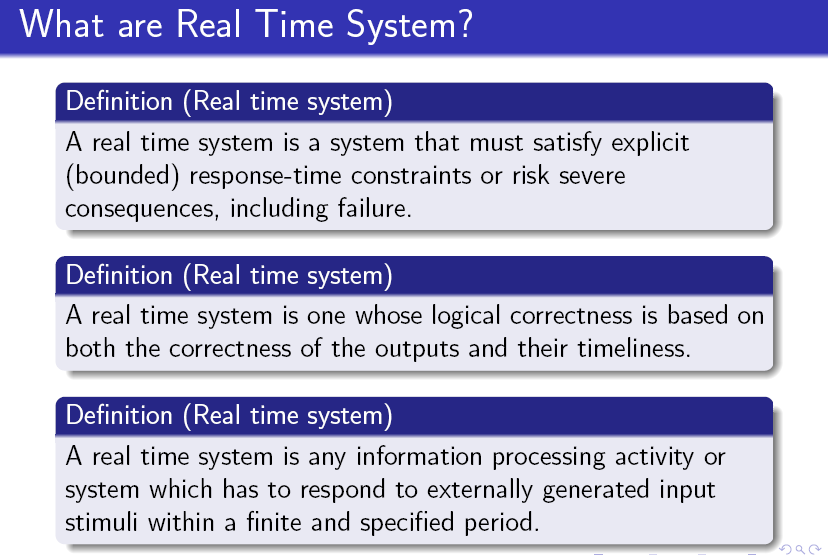 What are Real Time System?
Definition (Real time system)
A real time system is a system that must satisfy explicit
(bounded) response-time constraints or risk severe
consequences, including failure.
Definition (Real time system)
A real time system is one whose logical correctness is based on
both the correctness of the outputs and their timeliness.
Definition (Real time system)
A real time system is any information processing activity or
system which has to respond to externally generated input
stimuli within a finite and specified period.